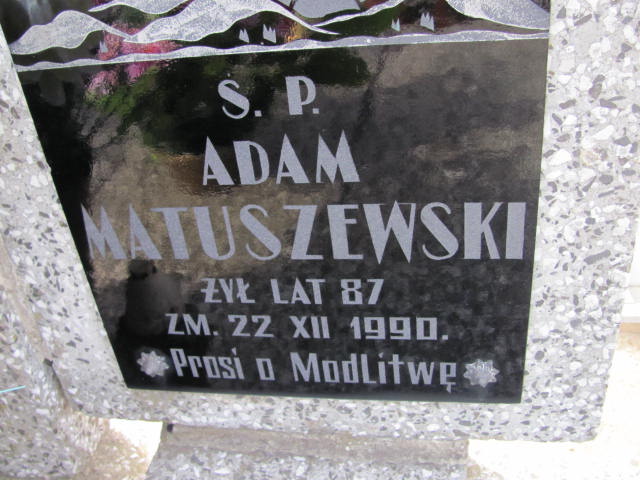 Ś. P.
ADAM
MATUSZEWSKI
ŻYŁ LAT 87
ZM. 22 XII 1990.
Prosi o Modlitwę